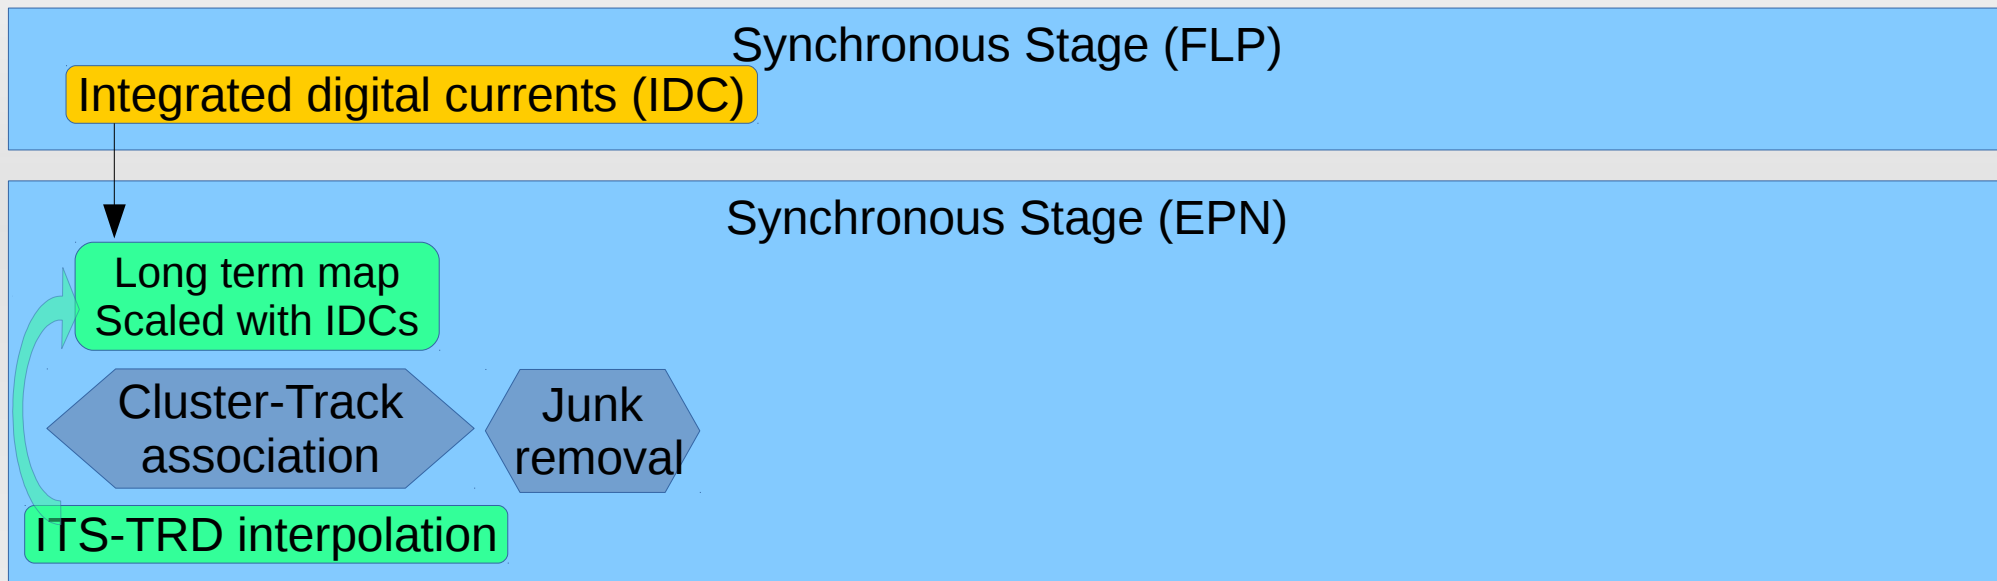 Synchronous Stage (FLP)
Integrated digital currents (IDC)
Synchronous Stage (EPN)
Long term map
Scaled with IDCs
Cluster-Track
association
Junk
removal
ITS-TRD interpolation